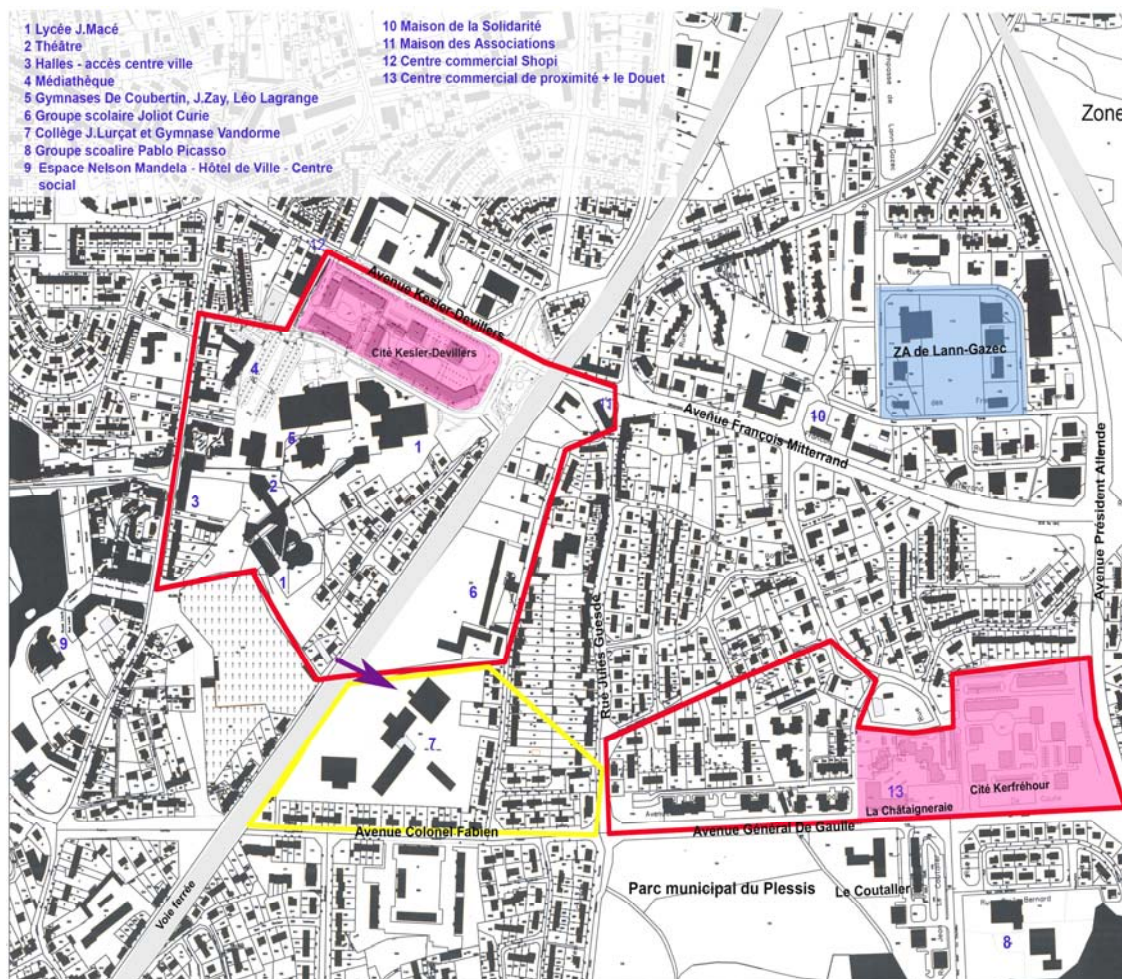 1 Lycée J.Macé
2 Théâtre
3 Halles - accès centre ville
4 Médiathèque
5 Gymnases De Coubertin, J.Zay, Léo Lagrange
6 Groupe scolaire Joliot Curie
7 Collège J.Lurçat et Gymnase Vandorme
8 Groupe scoalire Pablo Picasso
9 Espace Nelson Mandela - Hôtel de Ville - Centre
social
10 Maison de la Solidarité
11 Maison des Associations
12 Centre commercial Shopi
13 Centre commercial de proximité + le Douet
Zone
12
Avenue Kesler-Devillers
Cité Kesler-Devillers
ZA de Lann-Gazec
4
11
10
Avenue François Mitterrand
5
1
2
3
Avenue Président Allende
1
6
9
Rue Jules Guesde
7
13
Cité Kerfréhour
La Châtaigneraie
Avenue Colonel Fabien
Avenue Général De Gaulle
Voie ferrée
Parc municipal du Plessis
Le Coutaller
8